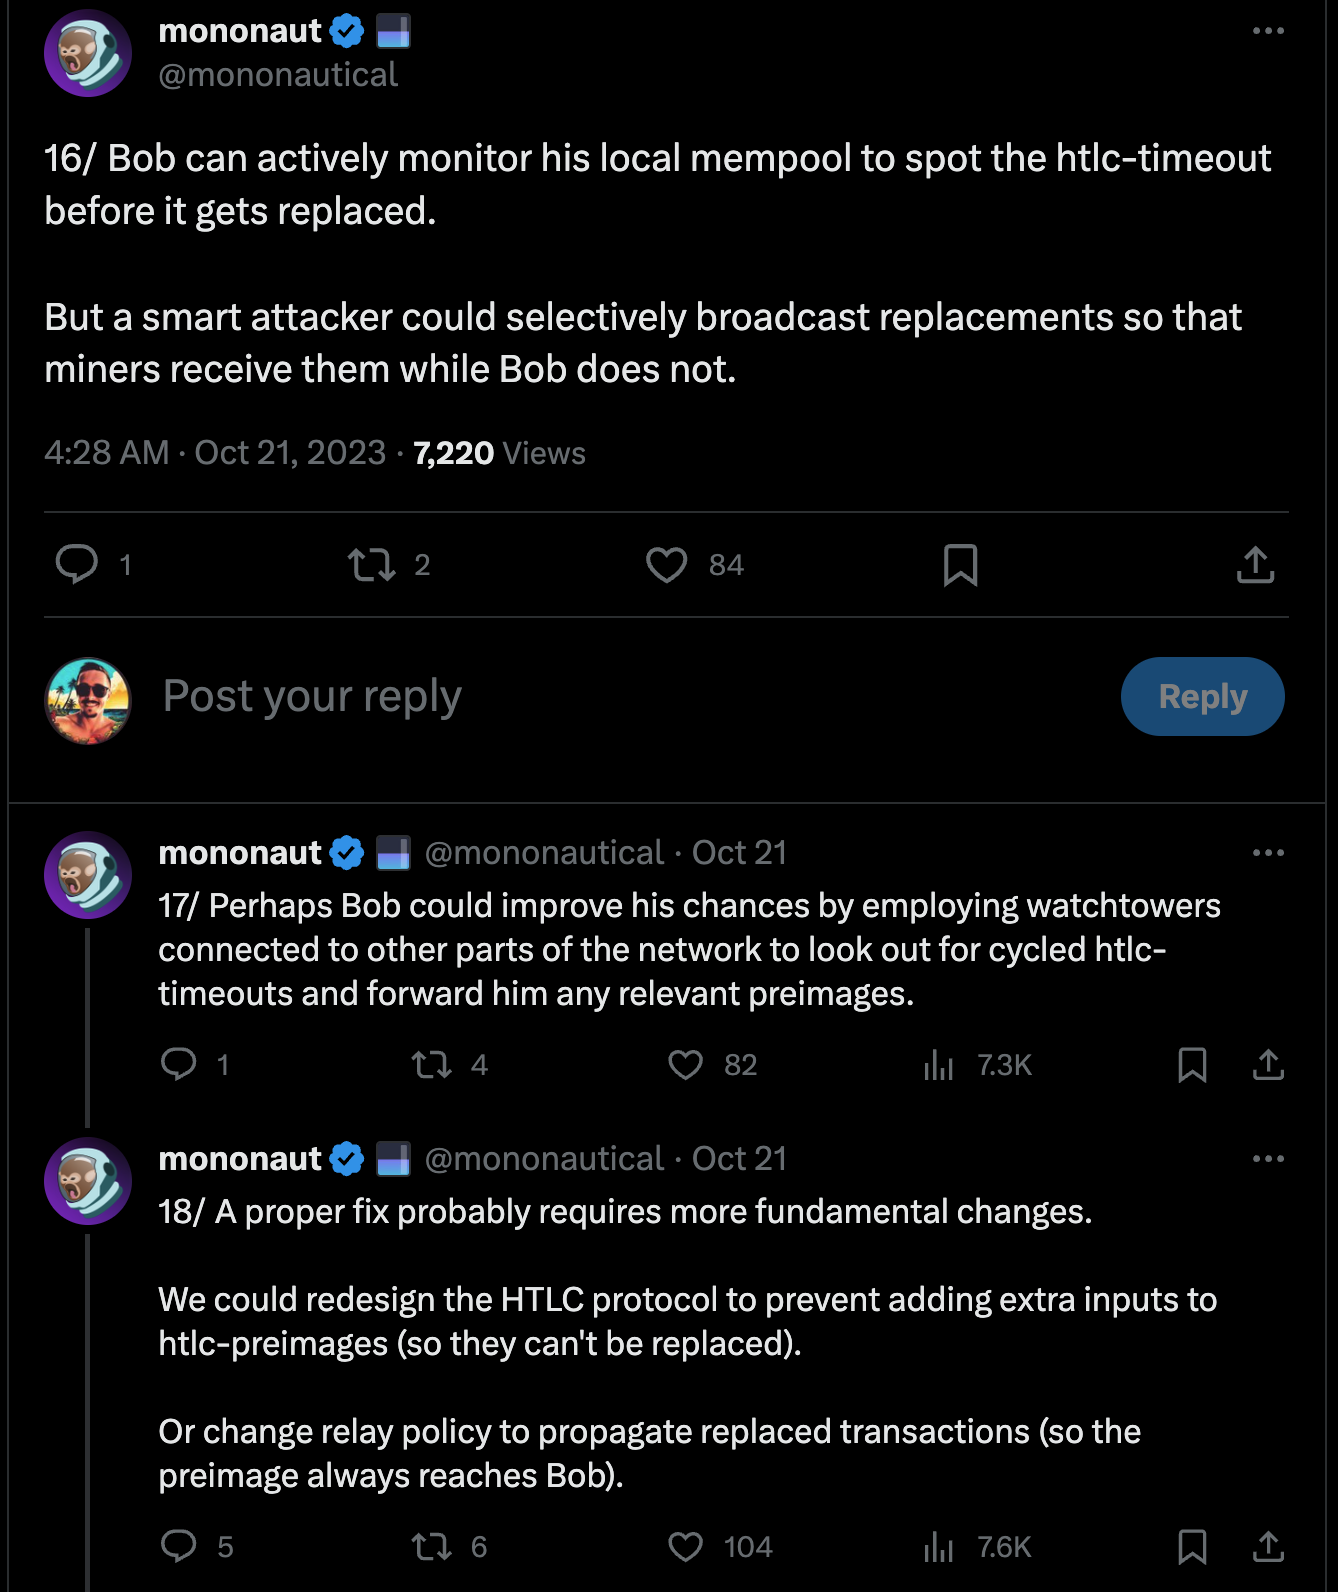 mononaut
@mononautical
16/ Bob can actively monitor his local mempool to spot the htlc-timeout
before it gets replaced.
But a smart attacker could selectively broadcast replacements so that
miners receive them while Bob does not.
4:28 AM · Oct 21, 2023 · 7,220 Views
1 2 84
Post your reply
Reply
mononaut @mononautical · Oct 21
17/ Perhaps Bob could improve his chances by employing watchtowers
connected to other parts of the network to look out for cycled htlc-
timeouts and forward him any relevant preimages.
1 4 82 7.3K
mononaut @mononautical · Oct 21
18/ A proper fix probably requires more fundamental changes.
We could redesign the HTLC protocol to prevent adding extra inputs to
htlc-preimages (so they can't be replaced).
Or change relay policy to propagate replaced transactions (so the
preimage always reaches Bob).
5 6 104 7.6K